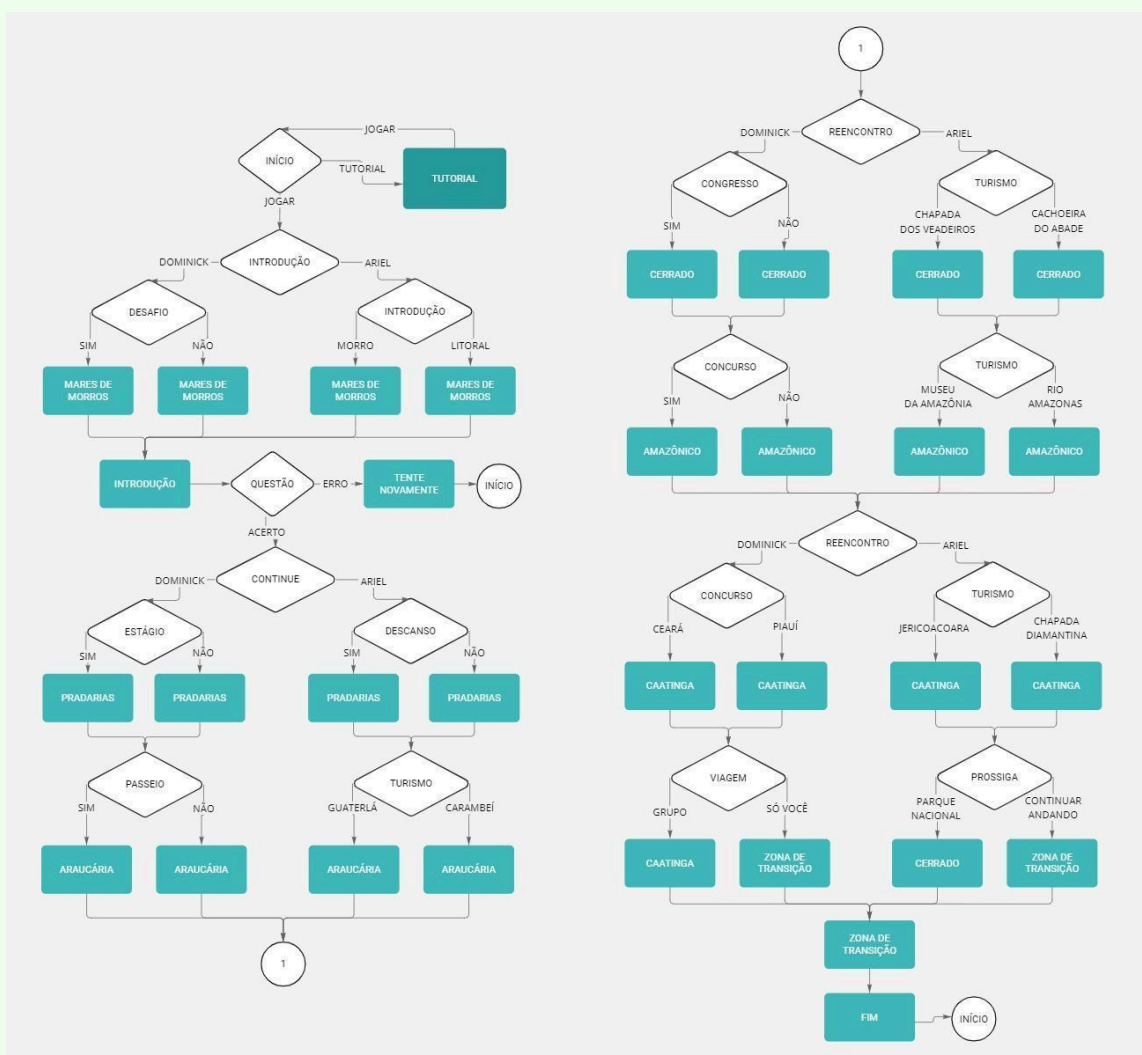 JOGAR
INÍCIO
TUTORIAL
TUTORIAL
JOGAR
DOMINICK
INTRODUÇÃO
ARIEL
DESAFIO
INTRODUÇÃO
SIM
NÃO
MORRO
LITORAL
MARES DE
MORROS
MARES DE
MORROS
MARES DE
MORROS
MARES DE
MORROS
INTRODUÇÃO
QUESTÃO
ERRO
TENTE
NOVAMENTE
INÍCIO
ACERTO
DOMINICK
CONTINUE
ARIEL
ESTÁGIO
DESCANSO
SIM
NÃO
SIM
NÃO
PRADARIAS
PRADARIAS
PRADARIAS
PRADARIAS
PASSEIO
TURISMO
SIM
NÃO
GUATERLÁ
CARAMBEÍ
ARAUCÁRIA
ARAUCÁRIA
ARAUCÁRIA
ARAUCÁRIA
1
1
DOMINICK
REENCONTRO
ARIEL
CONGRESSO
TURISMO
SIM
NÃO
CHAPADA
DOS VEADEIROS
CACHOEIRA
DO ABADE
CERRADO
CERRADO
CERRADO
CERRADO
CONCURSO
TURISMO
SIM
NÃO
MUSEU
DA AMAZÔNIA
RIO
AMAZONAS
AMAZÔNICO
AMAZÔNICO
AMAZÔNICO
AMAZÔNICO
DOMINICK
REENCONTRO
ARIEL
CONCURSO
TURISMO
CEARÁ
PIAUÍ
JERICOACOARA
CHAPADA
DIAMANTINA
CAATINGA
CAATINGA
CAATINGA
CAATINGA
VIAGEM
PROSSIGA
GRUPO
SÓ VOCÊ
PARQUE
NACIONAL
CONTINUAR
ANDANDO
CAATINGA
ZONA DE
TRANSIÇÃO
CERRADO
ZONA DE
TRANSIÇÃO
ZONA DE
TRANSIÇÃO
FIM
INÍCIO